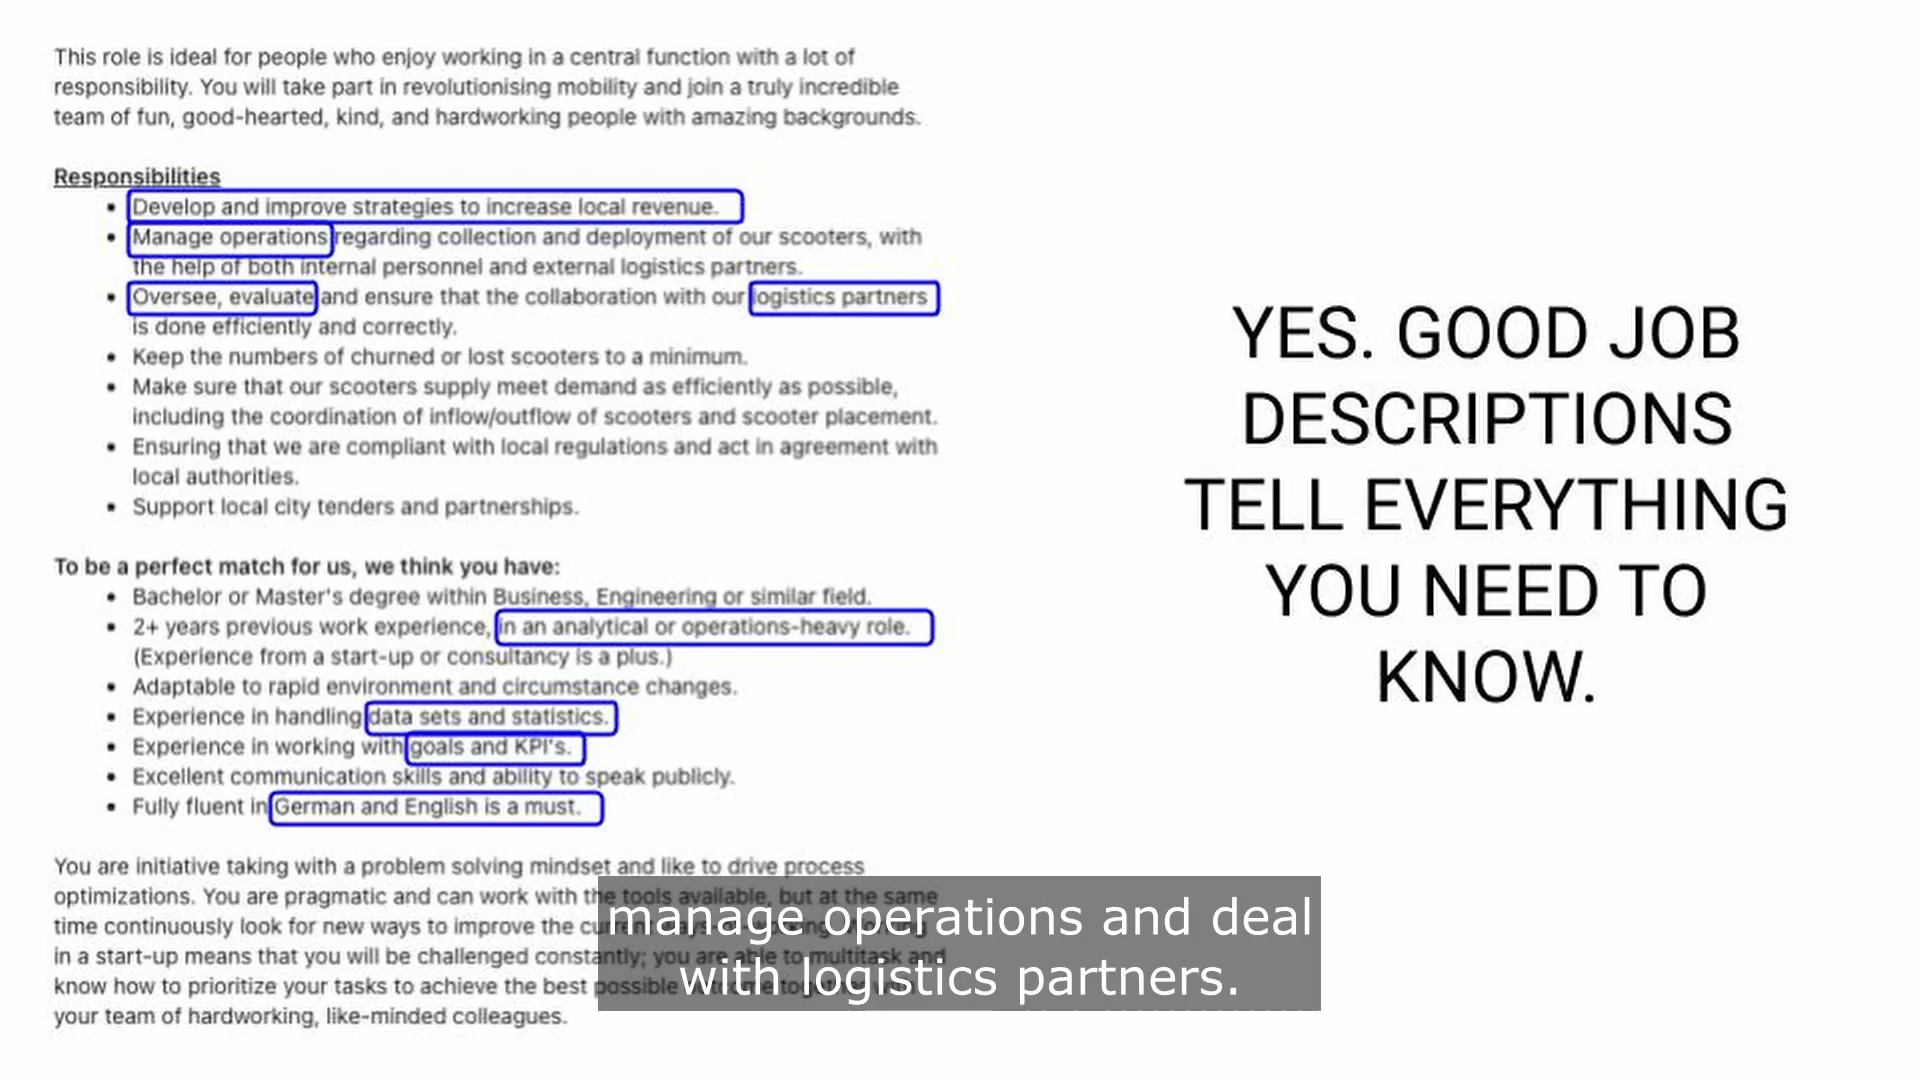 This role is ideal for people who enjoy working in a central function with a lot of
responsibility. You will take part in revolutionising mobility and join a truly incredible
team of fun, good-hearted, kind, and hardworking people with amazing backgrounds.
Responsibilities
• Develop and improve strategies to increase local revenue.
• Manage operations regarding collection and deployment of our scooters, with
the help of both internal personnel and external logistics partners.
• Oversee, evaluate and ensure that the collaboration with our logistics partners
is done efficiently and correctly.
• Keep the numbers of churned or lost scooters to a minimum.
• Make sure that our scooters supply meet demand as efficiently as possible,
including the coordination of inflow/outflow of scooters and scooter placement.
• Ensuring that we are compliant with local regulations and act in agreement with
local authorities.
• Support local city tenders and partnerships.
To be a perfect match for us, we think you have:
• Bachelor or Master's degree within Business, Engineering or similar field.
• 2+ years previous work experience, in an analytical or operations-heavy role.
(Experience from a start-up or consultancy is a plus.)
• Adaptable to rapid environment and circumstance changes.
• Experience in handling data sets and statistics.
• Experience in working with goals and KPI's.
• Excellent communication skills and ability to speak publicly.
• Fully fluent in German and English is a must.
You are initiative taking with a problem solving mindset and like to drive process
optimizations. You are pragmatic and can work with the tools available, but at the same
time continuously look for new ways to improve the
in a start-up means that you will be challenged constantly; you are able to multitask and
know how to prioritize your tasks to achieve the best possible
your team of hardworking, like-minded colleagues.
YES. GOOD JOB
DESCRIPTIONS
TELL EVERYTHING
YOU NEED TO
KNOW.
manage operations and deal
with logistics partners.